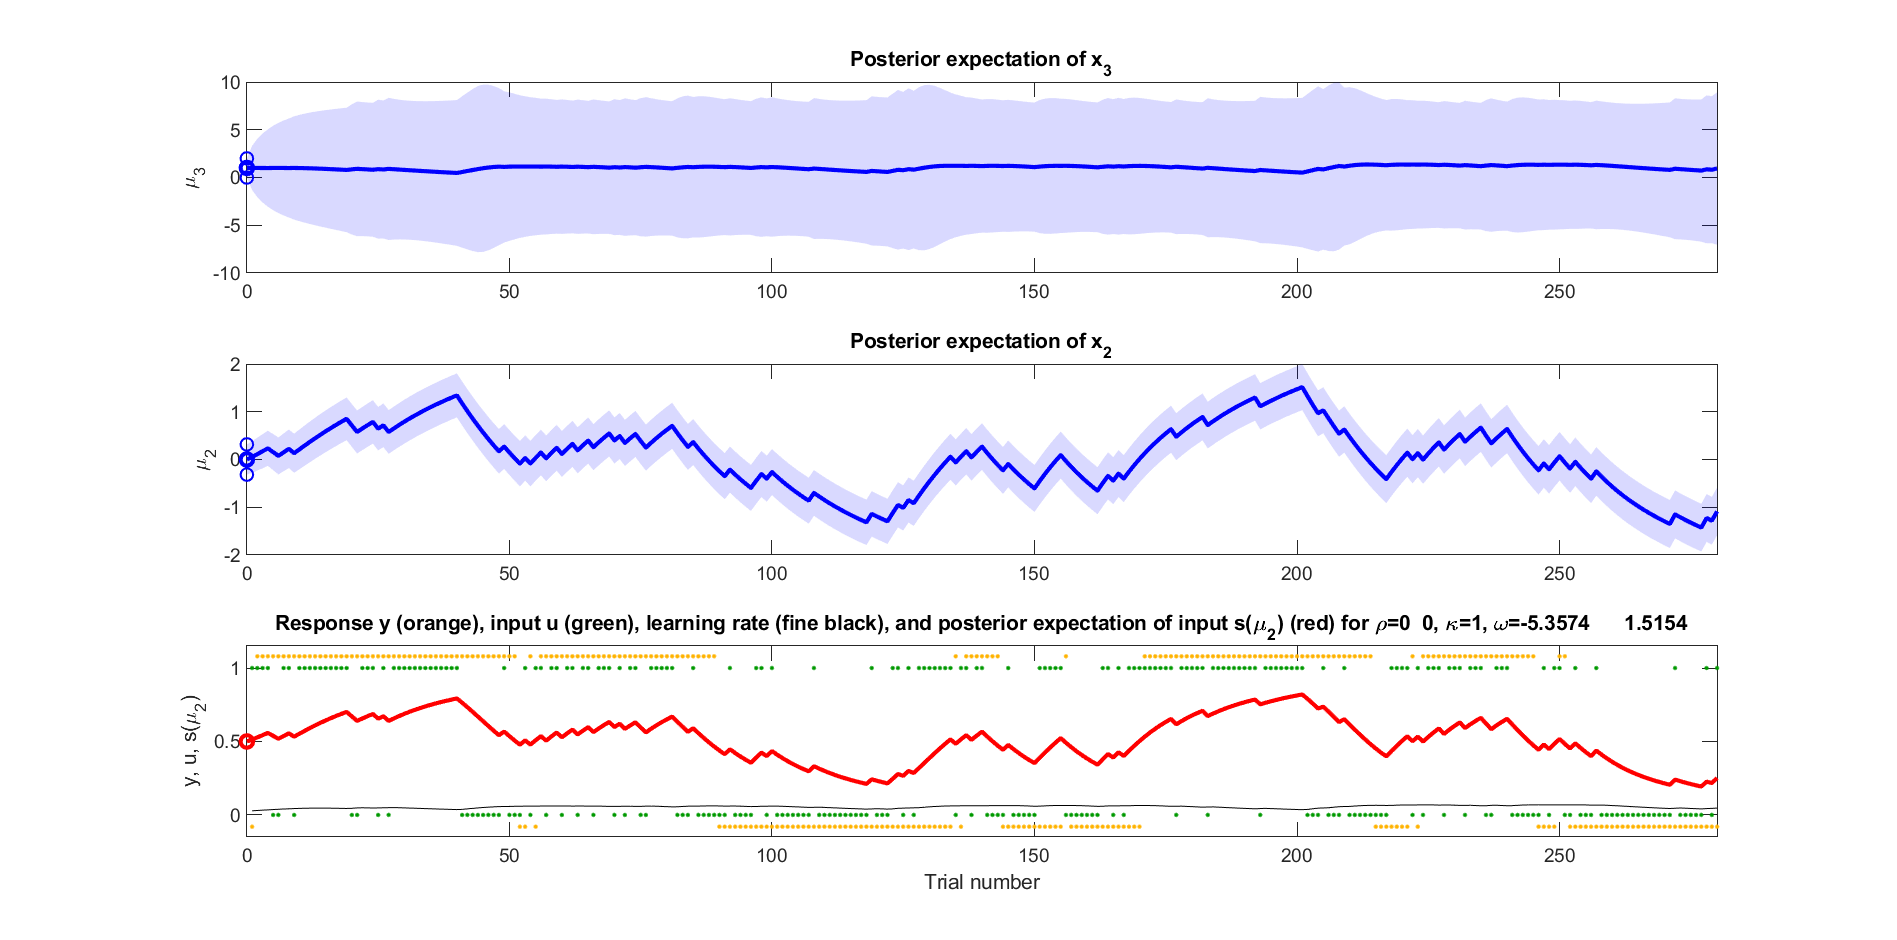 Posterior expectation of x3
10
5
0
-5
-10
μ3
0 50 100 150 200 250
Posterior expectation of x2
2
1
0
-1
-2
μ2
0 50 100 150 200 250
Response y (orange), input u (green), learning rate (fine black), and posterior expectation of input s(μ2) (red) for ρ=0 0, κ=1, ω=-5.3574 1.5154
1
0.5
0
y, u, s(μ2)
0 50 100 150 200 250
Trial number